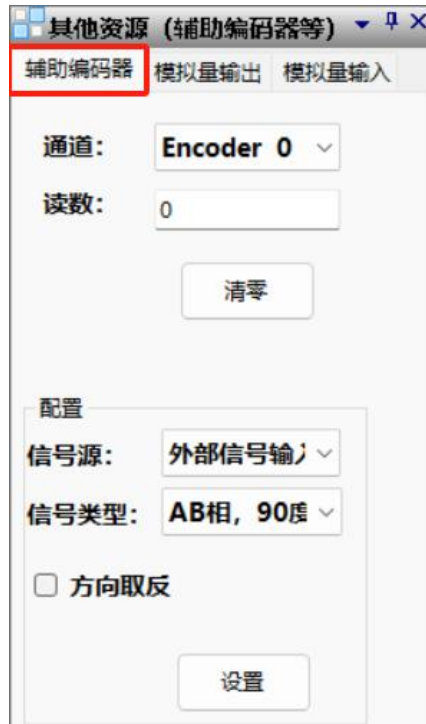 其他资源（辅助编码器等）
辅助编码器 模拟量输出 模拟量输入
通道： Encoder 0
读数： 0
清零
配置
信号源： 外部信号输
信号类型： AB相，90度
方向取反
设置